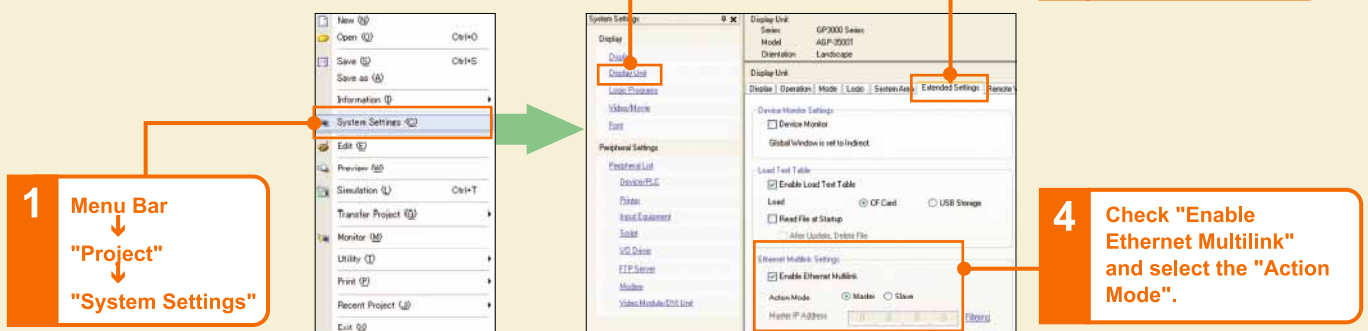 New (N)
Open (O) Ctrl+O
Save (S) Ctrl+S
Save as (A)
Information (I)
System Settings (C)
Edit (E)
Preview (W)
Simulation (L) Ctrl+T
Transfer Project (G)
Monitor (M)
Utility (T)
Print (P)
Recent Project (J)
Exit (X)
1
Menu Bar
↓
"Project"
↓
"System Settings"
System Settings
Display
Display
Display Unit
Logic Programs
Video/Movie
Font
Peripheral Settings
Peripheral List
Device/PLC
Printer
Input Equipment
Script
I/O Driver
FTP Server
Modem
Video Module/DVI Unit
Display Unit
Series GP3000 Series
Model AGP-3500T
Orientation Landscape
Display Unit
Display Operation Mode Logic System Area Extended Settings Remote
Device Monitor Settings
Device Monitor
Global Window is set to Indirect.
Load Text Table
Enable Load Text Table
Load CF Card USB Storage
Read File at Startup
After Update, Delete File
Ethernet Multilink Settings
Enable Ethernet Multilink
Action Mode Master Slave
Master IP Address Filtering
4
Check "Enable
Ethernet Multilink"
and select the "Action
Mode".